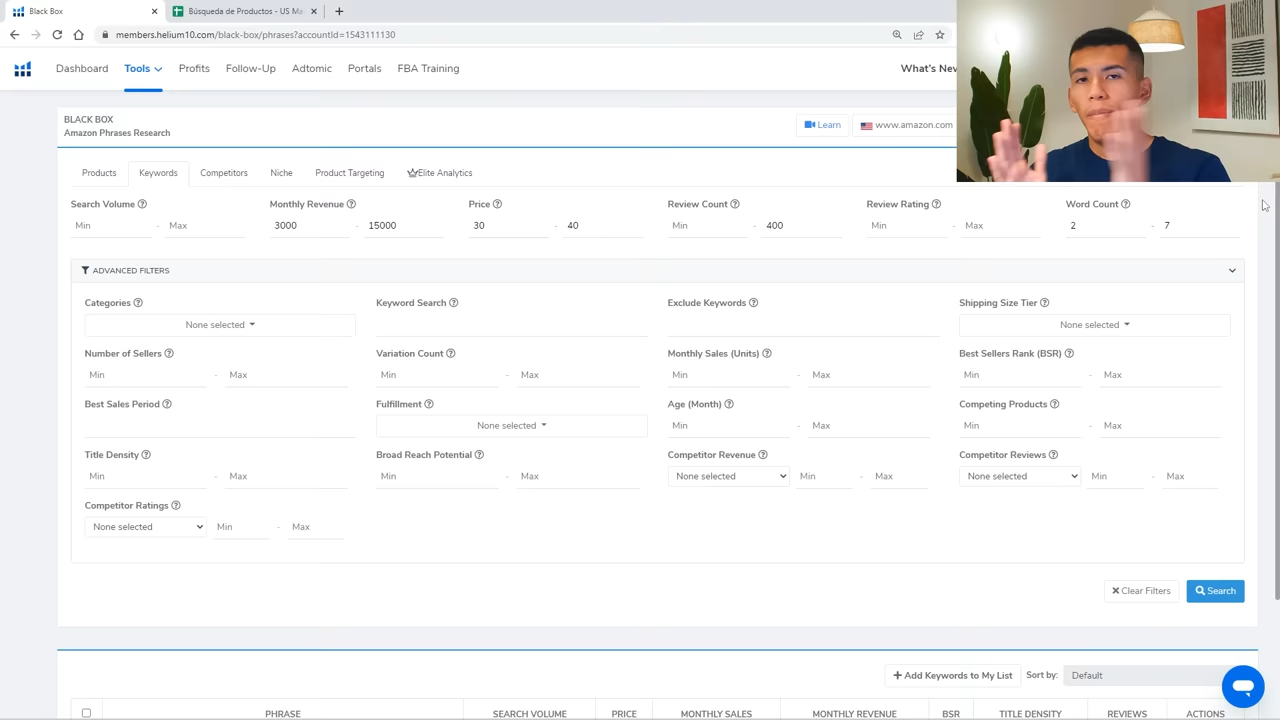 Black Box
Búsqueda de Productos - US Ma
members.helium10.com/black-box/phrases?accountId=1543111130
Dashboard Tools Profits Follow-Up Adtomic Portals FBA Training What's New
BLACK BOX
Amazon Phrases Research
Learn www.amazon.com
Products Keywords Competitors Niche Product Targeting Elite Analytics
Search Volume Monthly Revenue Price Review Count Review Rating Word Count
Min - Max 3000 - 15000 30 - 40 Min - 400 Min - Max 2 - 7
ADVANCED FILTERS
Categories Keyword Search Exclude Keywords Shipping Size Tier
None selected None selected
Number of Sellers Variation Count Monthly Sales (Units) Best Sellers Rank (BSR)
Min - Max Min - Max Min - Max Min - Max
Best Sales Period Fulfillment Age (Month) Competing Products
None selected Min - Max Min - Max
Title Density Broad Reach Potential Competitor Revenue Competitor Reviews
Min - Max Min - Max None selected Min - Max None selected Min - Max
Competitor Ratings
None selected Min - Max
Clear Filters Search
+ Add Keywords to My List Sort by: Default
PHRASE SEARCH VOLUME PRICE MONTHLY SALES MONTHLY REVENUE BSR TITLE DENSITY REVIEWS ACTIONS